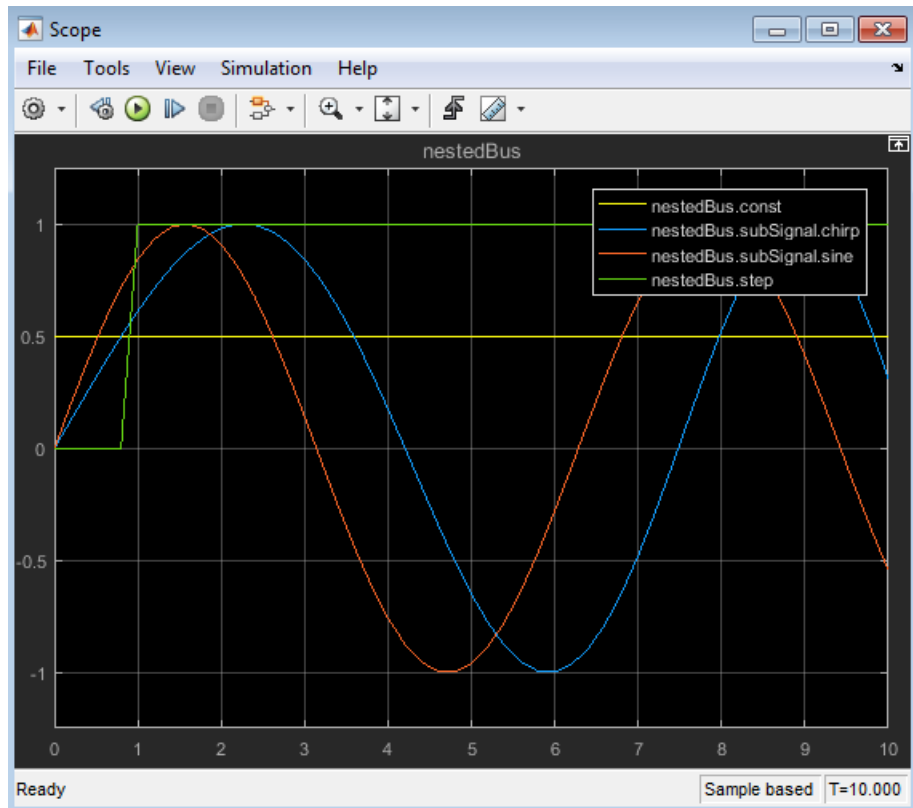 Scope
File Tools View Simulation Help
nestedBus
nestedBus.const
nestedBus.subSignal.chirp
nestedBus.subSignal.sine
nestedBus.step
1
0.5
0
-0.5
-1
0 1 2 3 4 5 6 7 8 9 10
Ready Sample based T=10.000